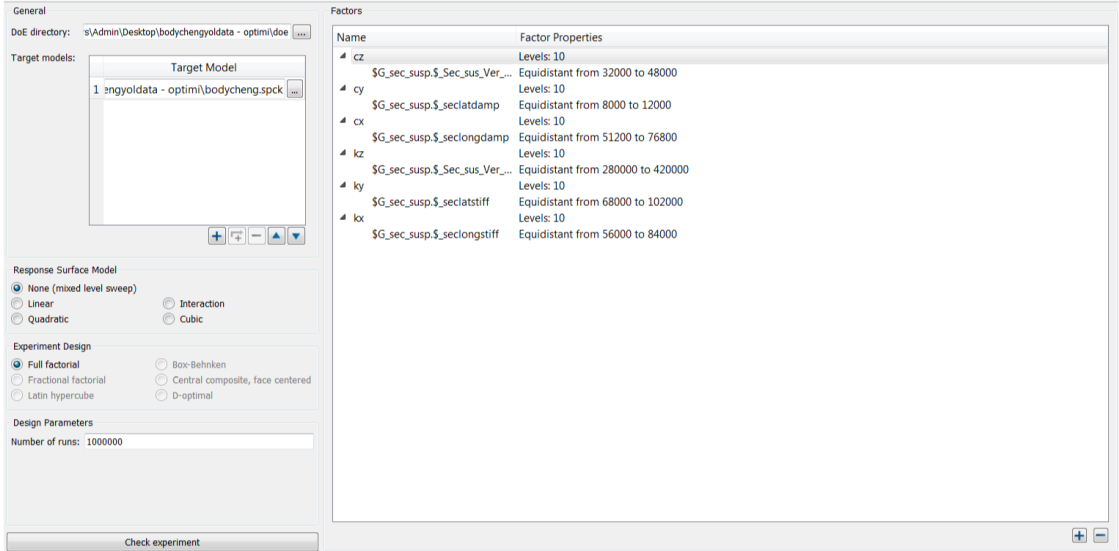 General
DoE directory: s\Admin\Desktop\bodychengyoldata - optimi\doe ...
Target models:
Target Model
1 engyoldata - optimi\bodycheng.spck ...
Response Surface Model
None (mixed level sweep)
Linear Interaction
Quadratic Cubic
Experiment Design
Full factorial Box-Behnken
Fractional factorial Central composite, face centered
Latin hypercube D-optimal
Design Parameters
Number of runs: 1000000
Check experiment
Factors
Name Factor Properties
cz Levels: 10
$G_sec_susp.$_Sec_sus_Ver_... Equidistant from 32000 to 48000
cy Levels: 10
$G_sec_susp.$_seclatdamp Equidistant from 8000 to 12000
cx Levels: 10
$G_sec_susp.$_seclongdamp Equidistant from 51200 to 76800
kz Levels: 10
$G_sec_susp.$_Sec_sus_Ver_... Equidistant from 280000 to 420000
ky Levels: 10
$G_sec_susp.$_seclatstiff Equidistant from 68000 to 102000
kx Levels: 10
$G_sec_susp.$_seclongstiff Equidistant from 56000 to 84000